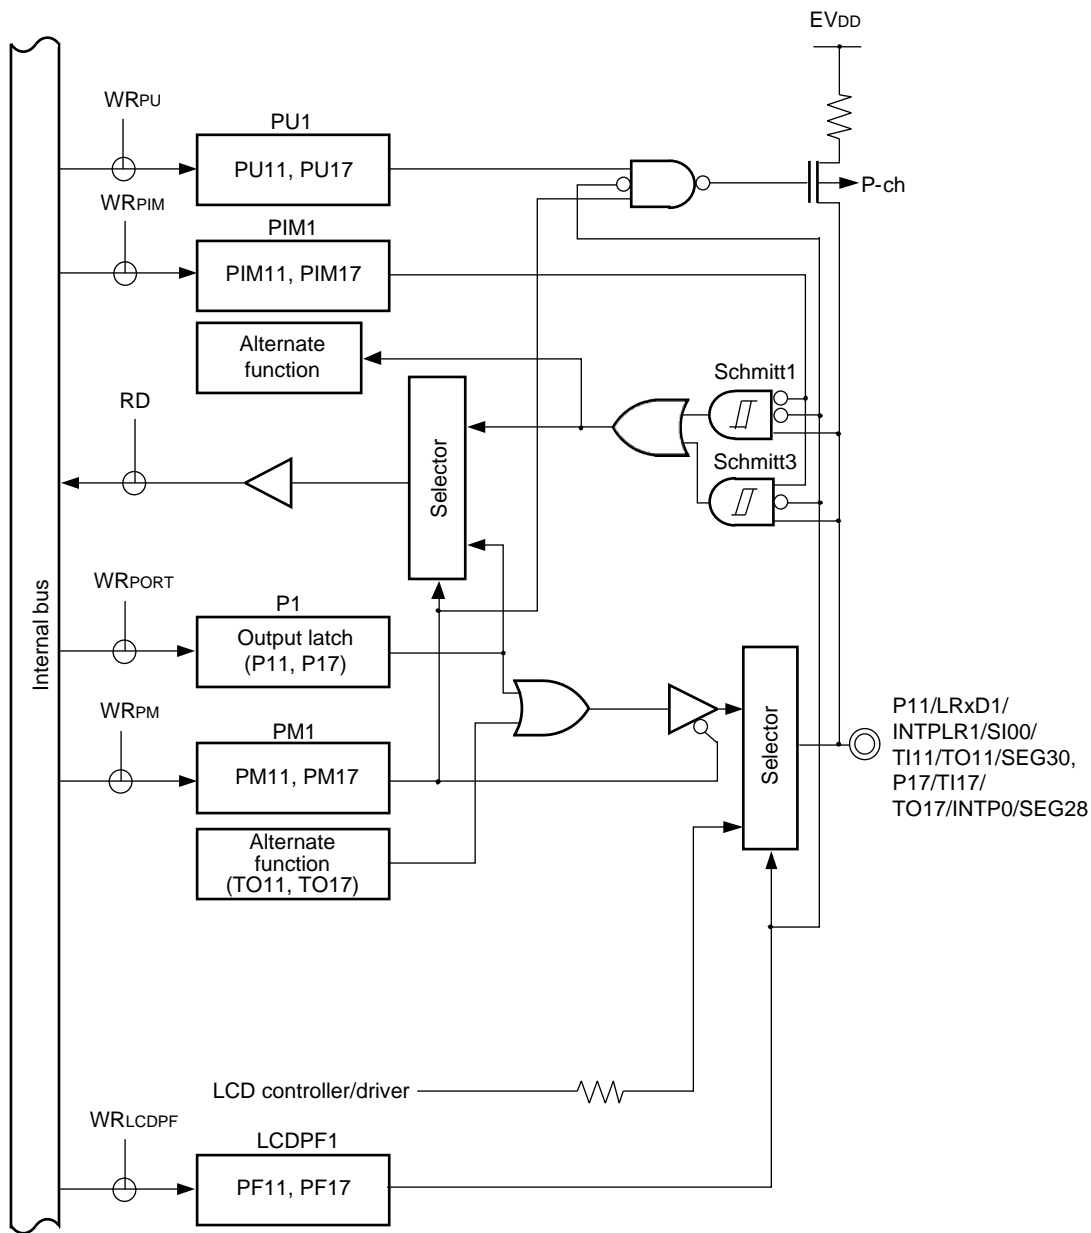 EVDD
WRPU
PU1
PU11, PU17
P-ch
WRPIM
PIM1
PIM11, PIM17
Alternate
function
Schmitt1
RD
Selector
Schmitt3
Internal bus
WRPORT
P1
Output latch
(P11, P17)
WRPM
PM1
PM11, PM17
Selector
P11/LRxD1/
INTPLR1/SI00/
TI11/TO11/SEG30,
P17/TI17/
TO17/INTP0/SEG28
Alternate
function
(TO11, TO17)
LCD controller/driver
WRLCDPF
LCDPF1
PF11, PF17